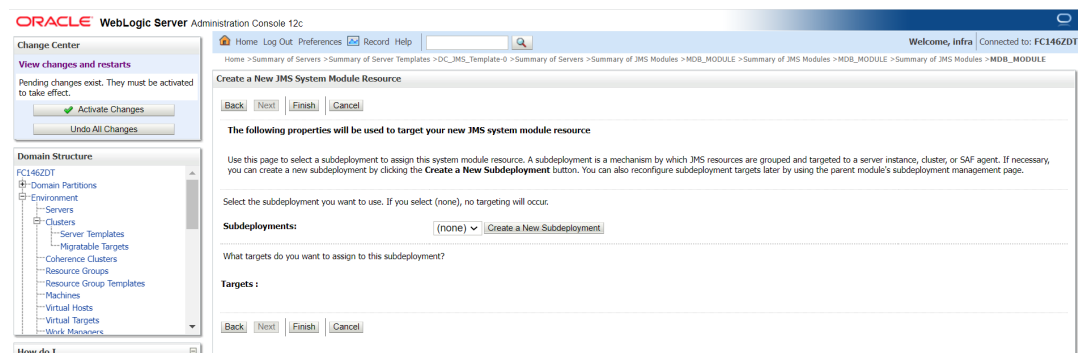 ORACLE WebLogic Server Administration Console 12c
Change Center
View changes and restarts
Pending changes exist. They must be activated
to take effect.
Activate Changes
Undo All Changes
Domain Structure
FC146ZDT
Domain Partitions
Environment
Servers
Clusters
Server Templates
Migratable Targets
Coherence Clusters
Resource Groups
Resource Group Templates
Machines
Virtual Hosts
Virtual Targets
Work Managers
How do I
Home Log Out Preferences Record Help
Welcome, infra Connected to: FC146ZDT
Home >Summary of Servers >Summary of Server Templates >DC_JMS_Template-0 >Summary of Servers >Summary of JMS Modules >MDB_MODULE >Summary of JMS Modules >MDB_MODULE >Summary of JMS Modules >MDB_MODULE
Create a New JMS System Module Resource
Back Next Finish Cancel
The following properties will be used to target your new JMS system module resource
Use this page to select a subdeployment to assign this system module resource. A subdeployment is a mechanism by which JMS resources are grouped and targeted to a server instance, cluster, or SAF agent. If necessary,
you can create a new subdeployment by clicking the Create a New Subdeployment button. You can also reconfigure subdeployment targets later by using the parent module's subdeployment management page.
Select the subdeployment you want to use. If you select (none), no targeting will occur.
Subdeployments: (none) Create a New Subdeployment
What targets do you want to assign to this subdeployment?
Targets :
Back Next Finish Cancel